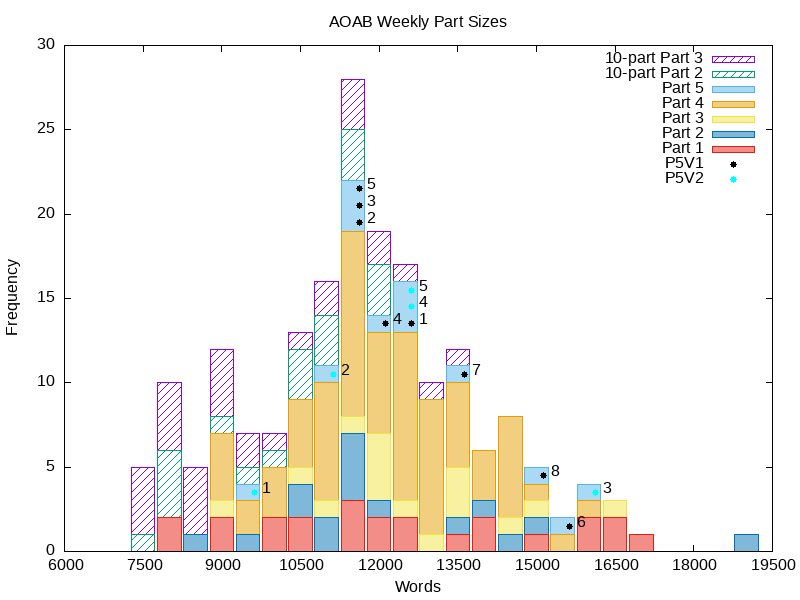 AOAB Weekly Part Sizes
30
25
20
15
10
5
0
Frequency
10-part Part 3
10-part Part 2
Part 5
Part 4
Part 3
Part 2
Part 1
P5V1
P5V2
5
3
2
4
5
4
1
2
7
1
8
3
6
6000 7500 9000 10500 12000 13500 15000 16500 18000 19500
Words